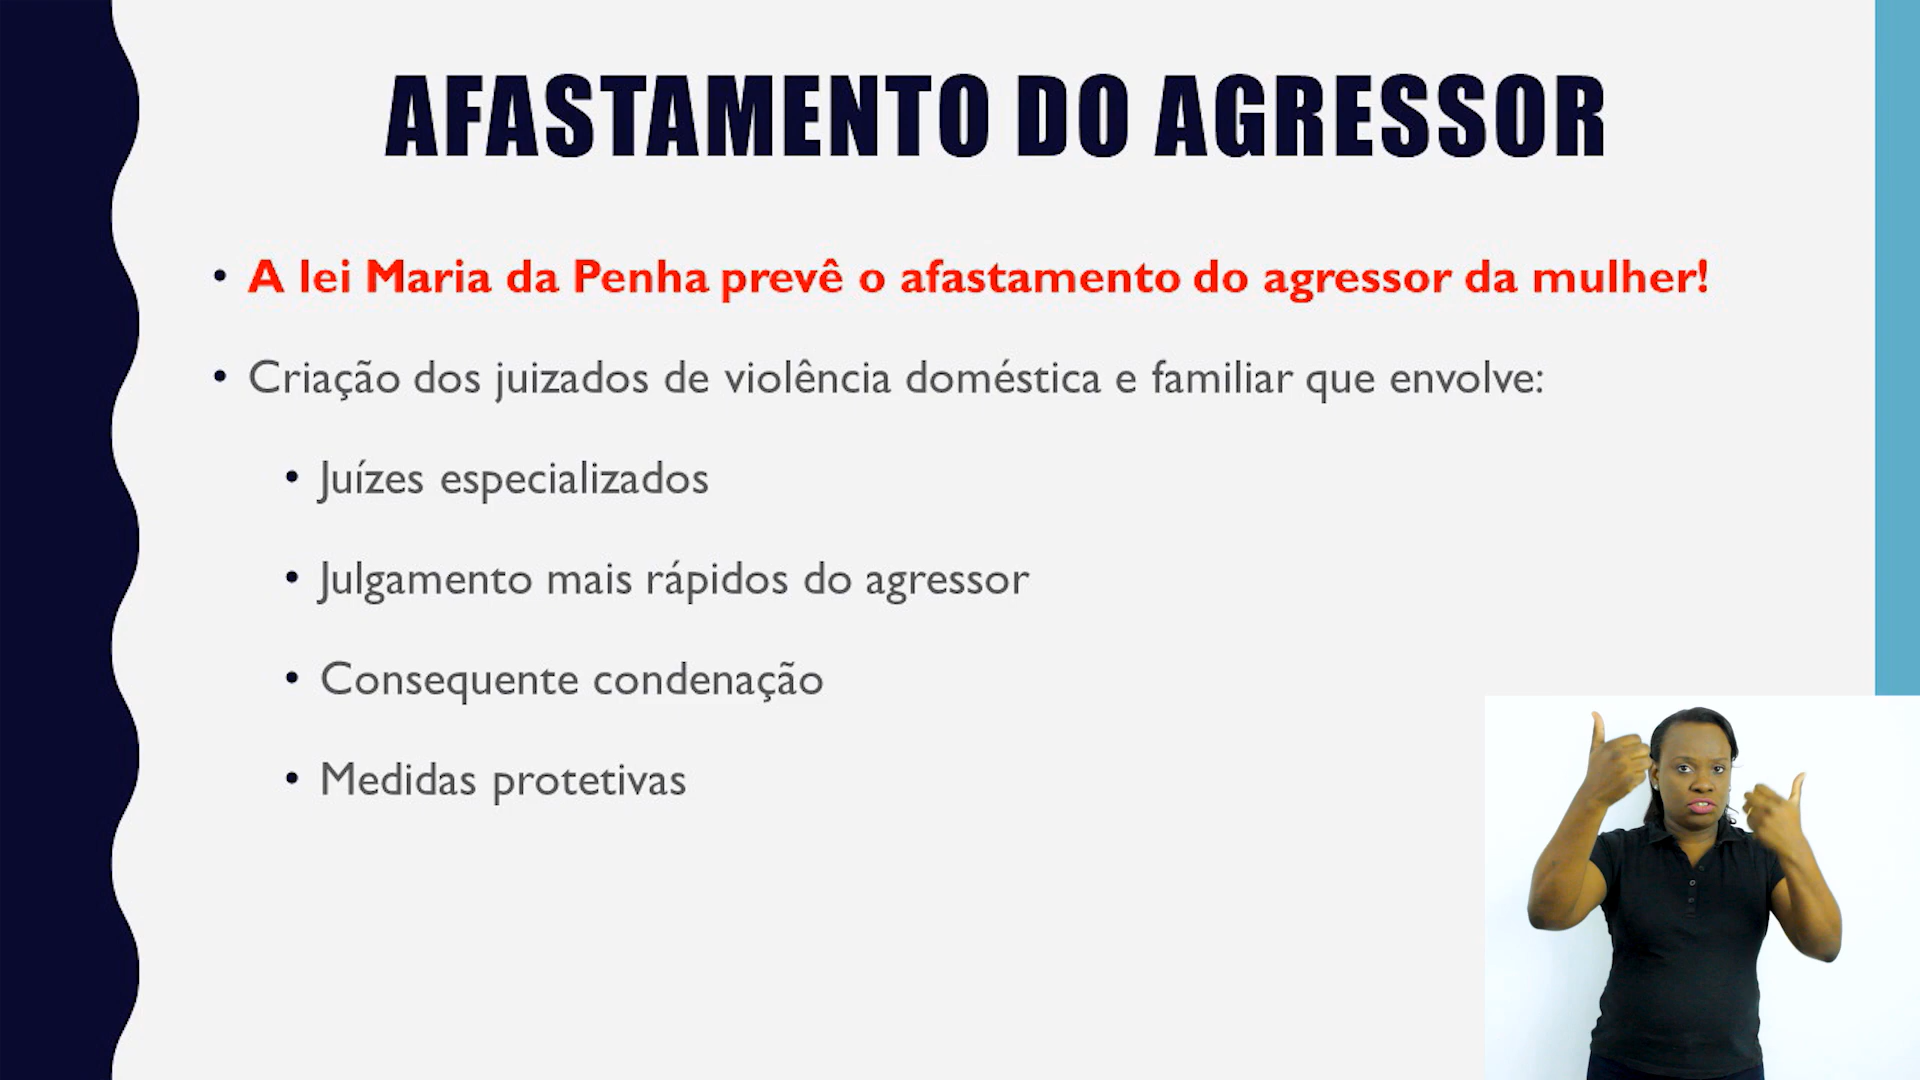 AFASTAMENTO DO AGRESSOR
• A lei Maria da Penha prevê o afastamento do agressor da mulher!
• Criação dos juizados de violência doméstica e familiar que envolve:
• Juízes especializados
• Julgamento mais rápidos do agressor
• Consequente condenação
• Medidas protetivas